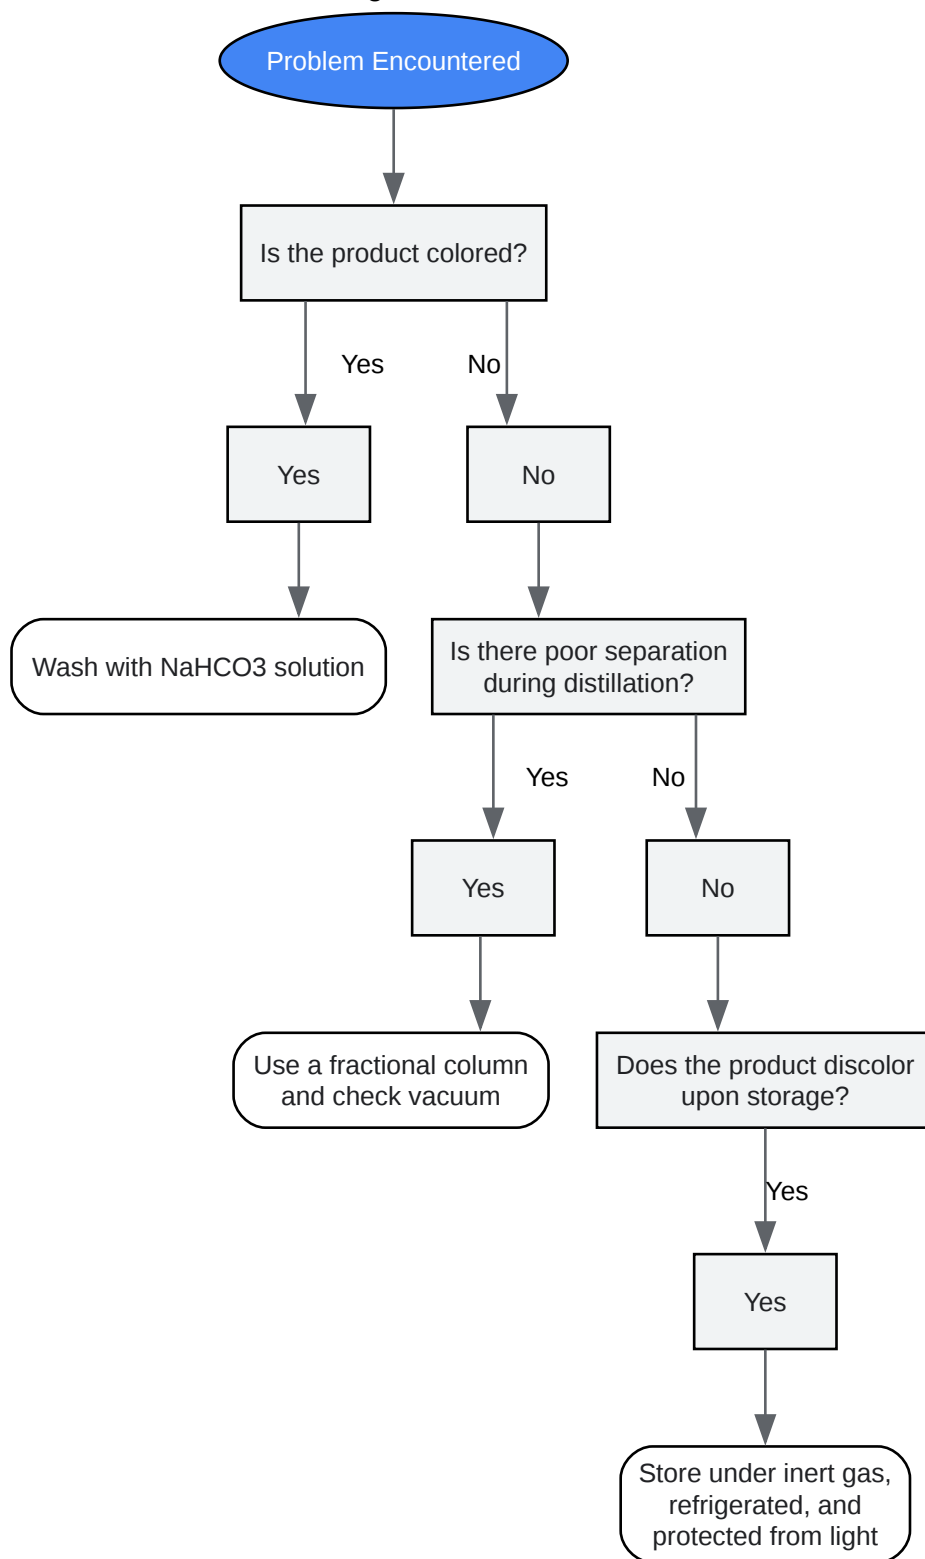 Problem Encountered
Is the product colored?
Yes
No
Yes
No
Wash with NaHCO3 solution
Is there poor separation
during distillation?
Yes
No
Yes
No
Use a fractional column
and check vacuum
Does the product discolor
upon storage?
Yes
Yes
Store under inert gas,
refrigerated, and
protected from light